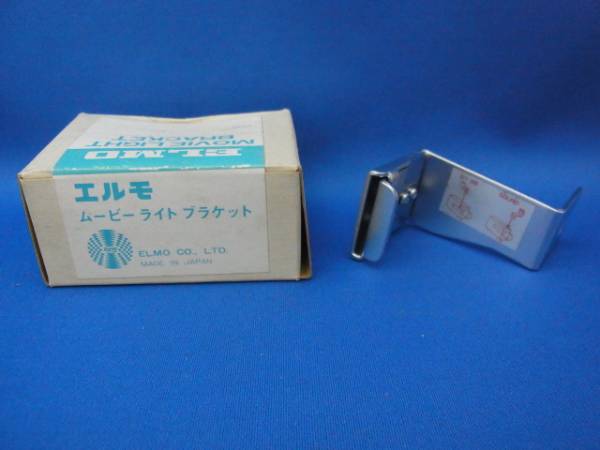 ELMO
MOVIE LIGHT
BRACKET
エルモ
ムービー ライト ブラケット
ELMO CO., LTD.
MADE IN JAPAN